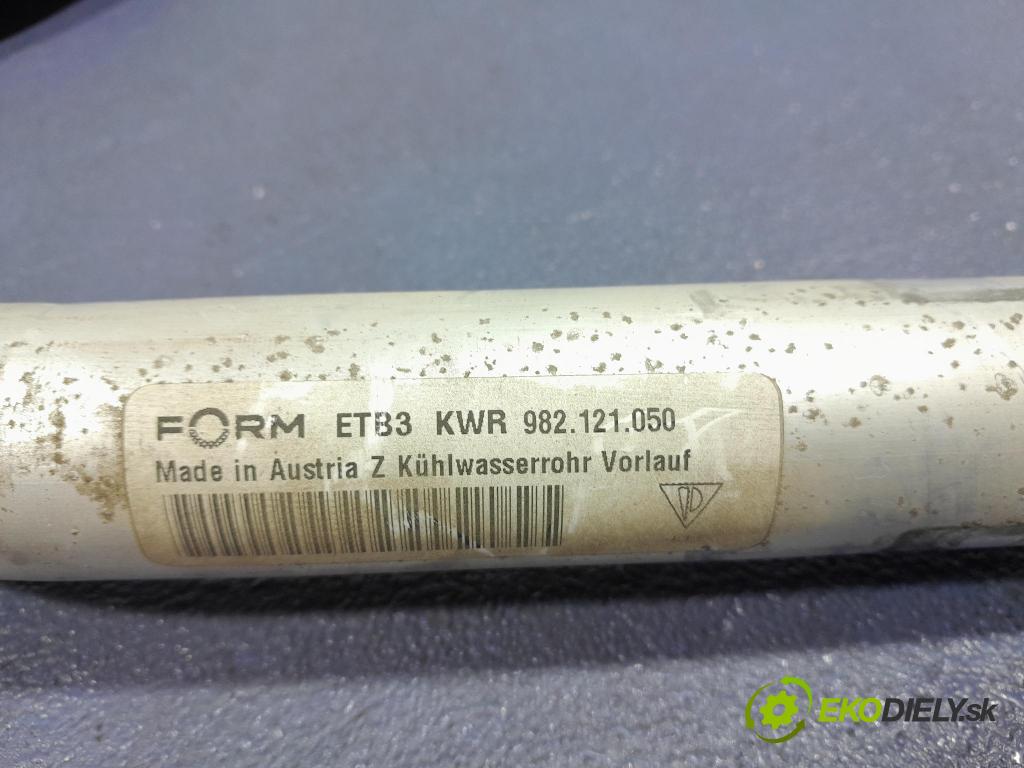 FORM ETB3 KWR 982.121.050
Made in Austria Z Kühlwasserrohr Vorlauf
EKODIELY.sk